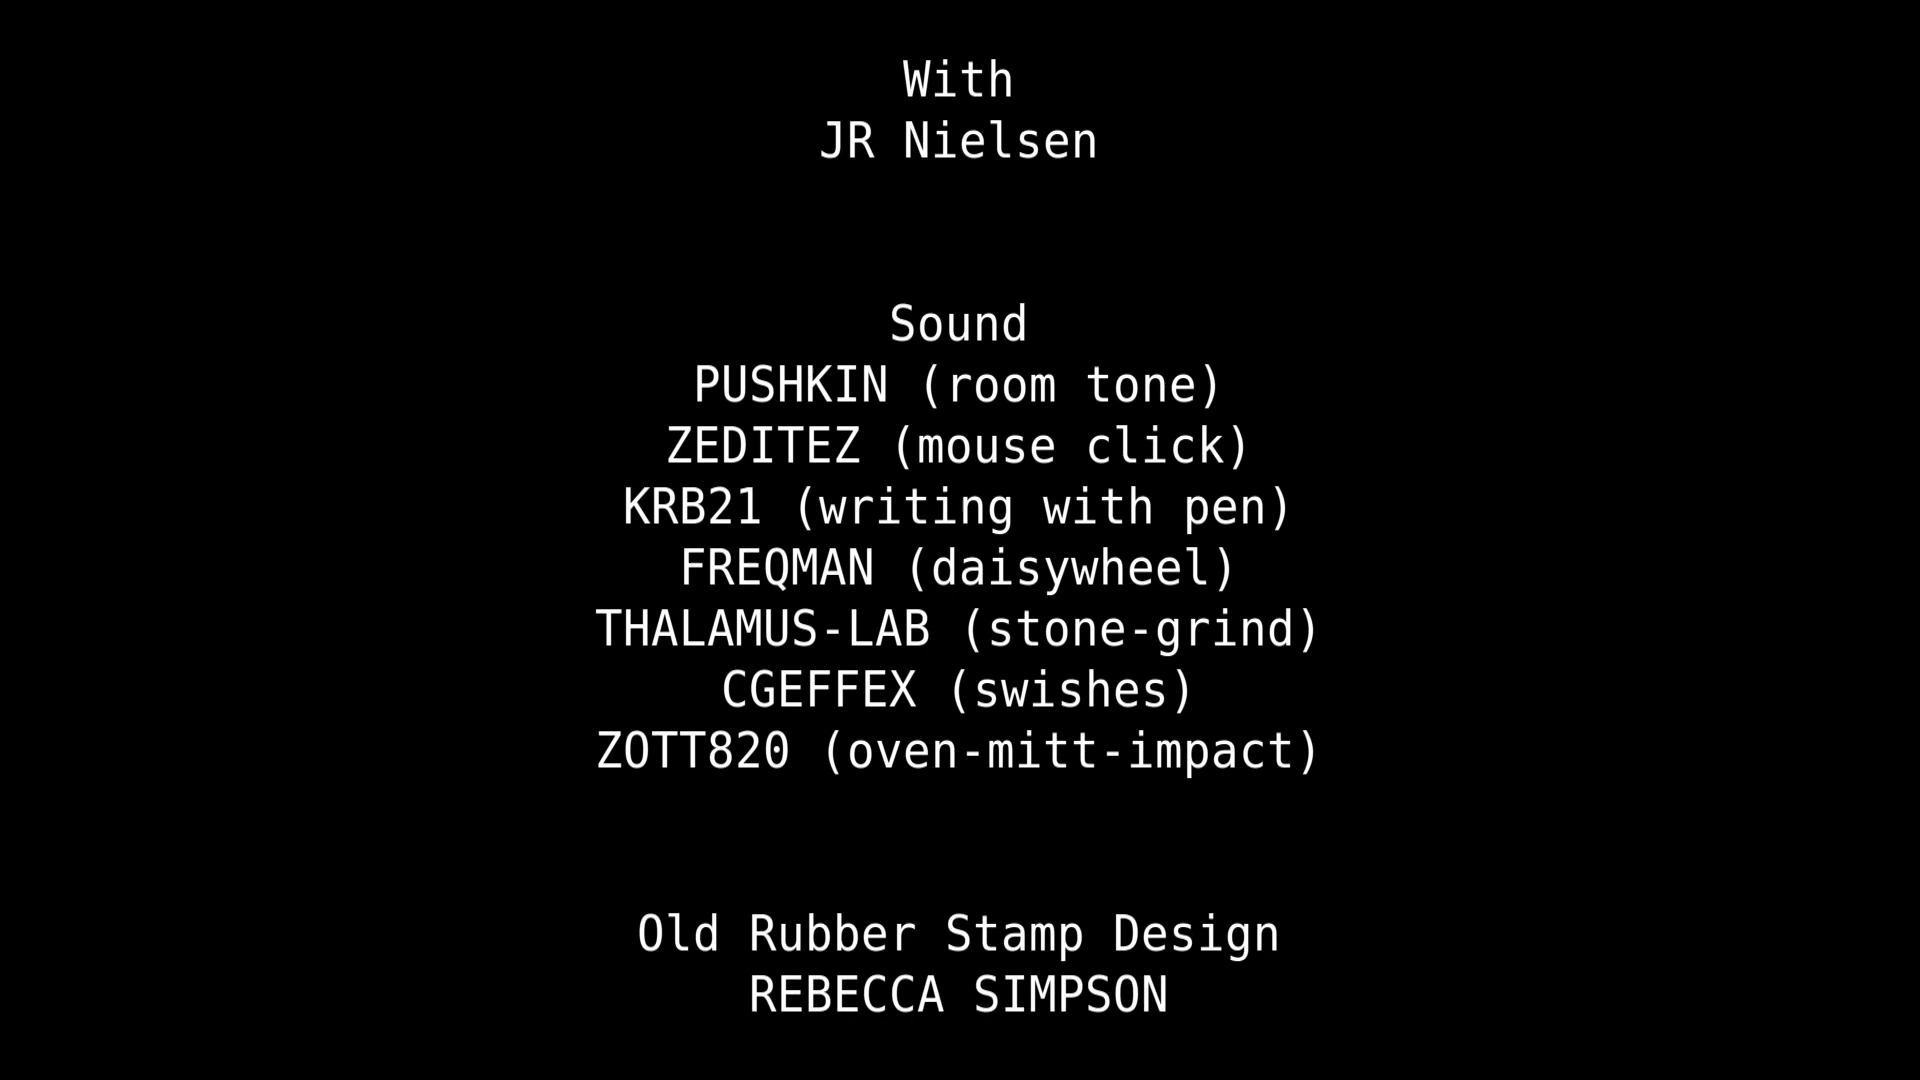 With
JR Nielsen
Sound
PUSHKIN (room tone)
ZEDITEZ (mouse click)
KRB21 (writing with pen)
FREQMAN (daisywheel)
THALAMUS-LAB (stone-grind)
CGEFFEX (swishes)
ZOTT820 (oven-mitt-impact)
Old Rubber Stamp Design
REBECCA SIMPSON